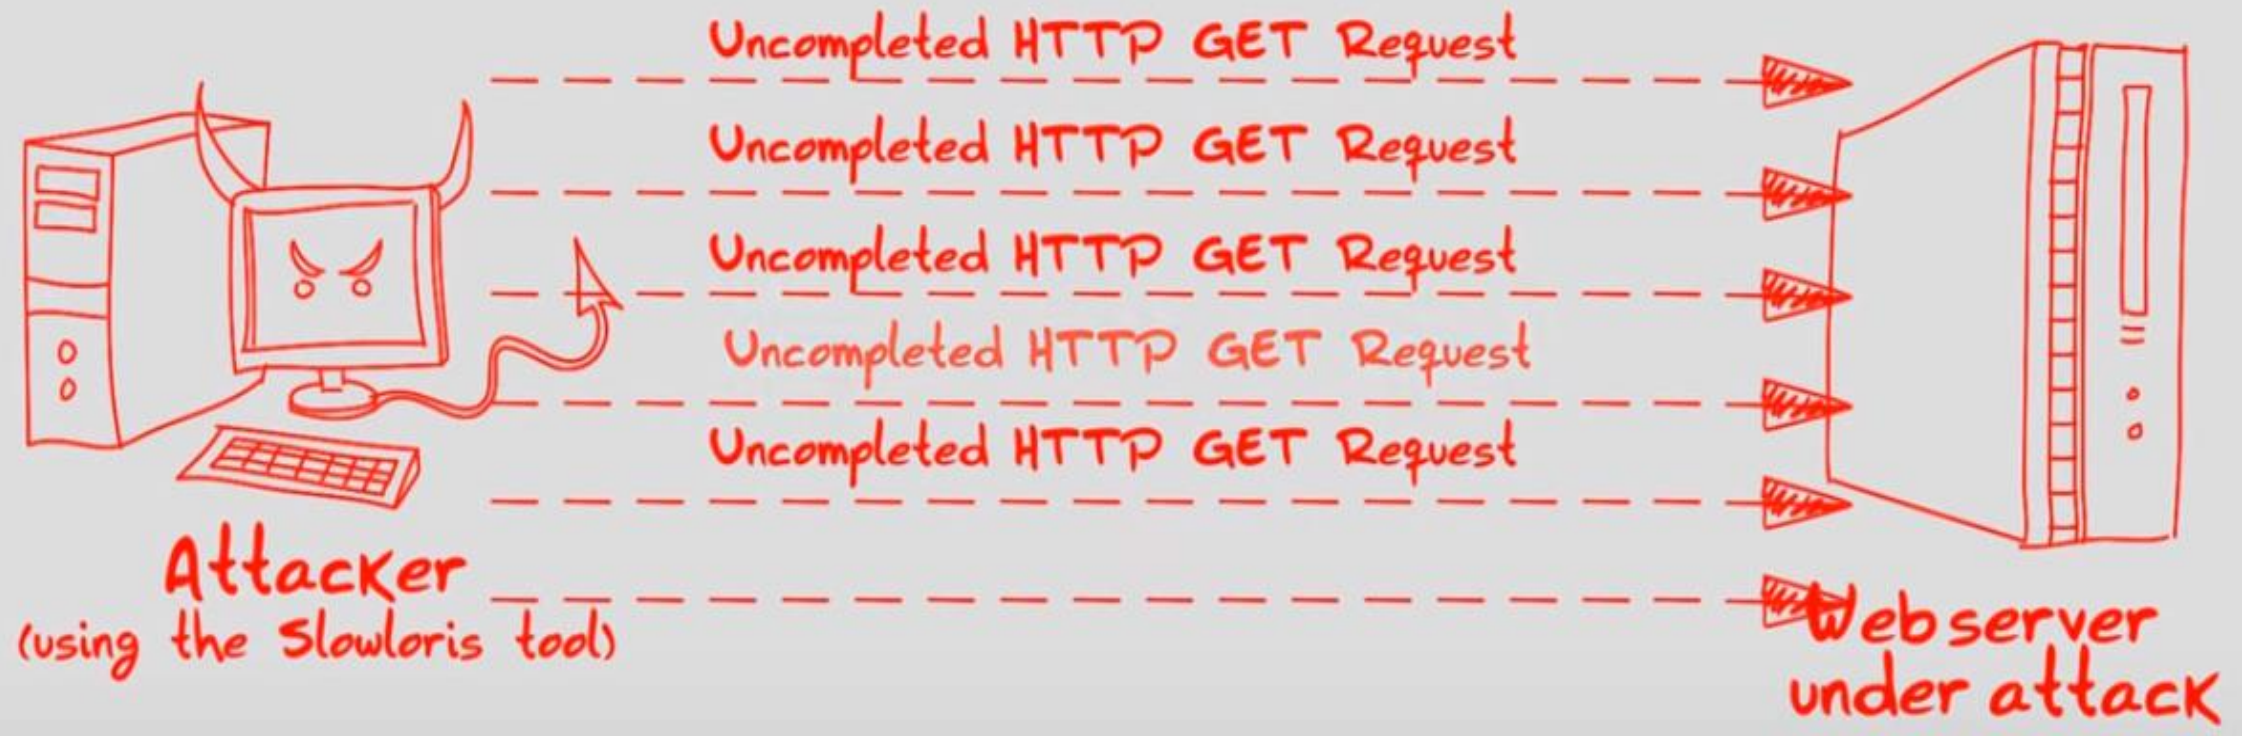 Uncompleted HTTP GET Request
Uncompleted HTTP GET Request
Uncompleted HTTP GET Request
Uncompleted HTTP GET Request
Uncompleted HTTP GET Request
Attacker
(using the Slowloris tool)
Webserver
under attack